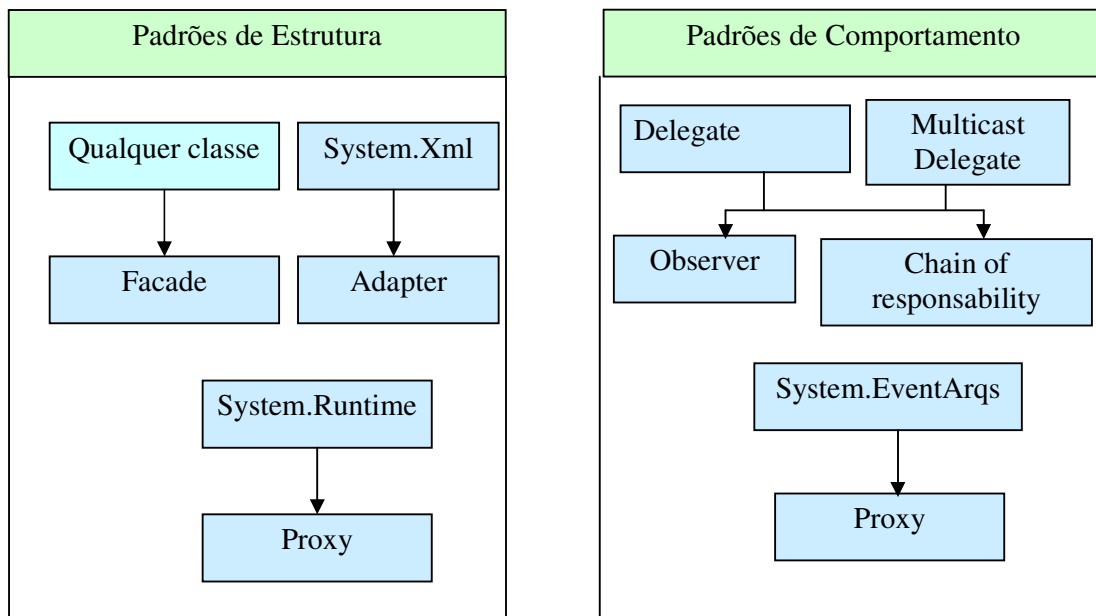 Padrões de Estrutura
Qualquer classe
System.Xml
Facade
Adapter
System.Runtime
Proxy
Padrões de Comportamento
Delegate
Multicast
Delegate
Observer
Chain of
responsability
System.EventArqs
Proxy